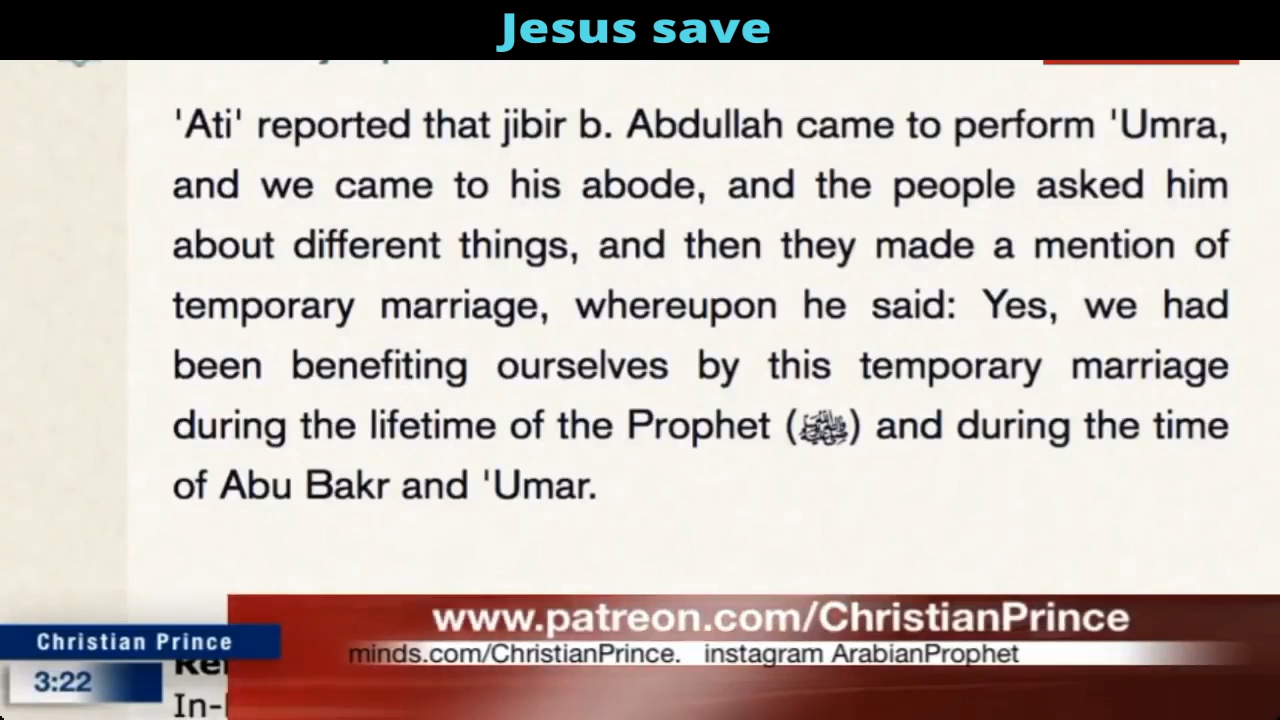 Jesus save
'Ati' reported that jibir b. Abdullah came to perform 'Umra,
and we came to his abode, and the people asked him
about different things, and then they made a mention of
temporary marriage, whereupon he said: Yes, we had
been benefiting ourselves by this temporary marriage
during the lifetime of the Prophet (ﷺ) and during the time
of Abu Bakr and 'Umar.
www.patreon.com/ChristianPrince
minds.com/ChristianPrince. instagram ArabianProphet
Christian Prince
3:22
In-